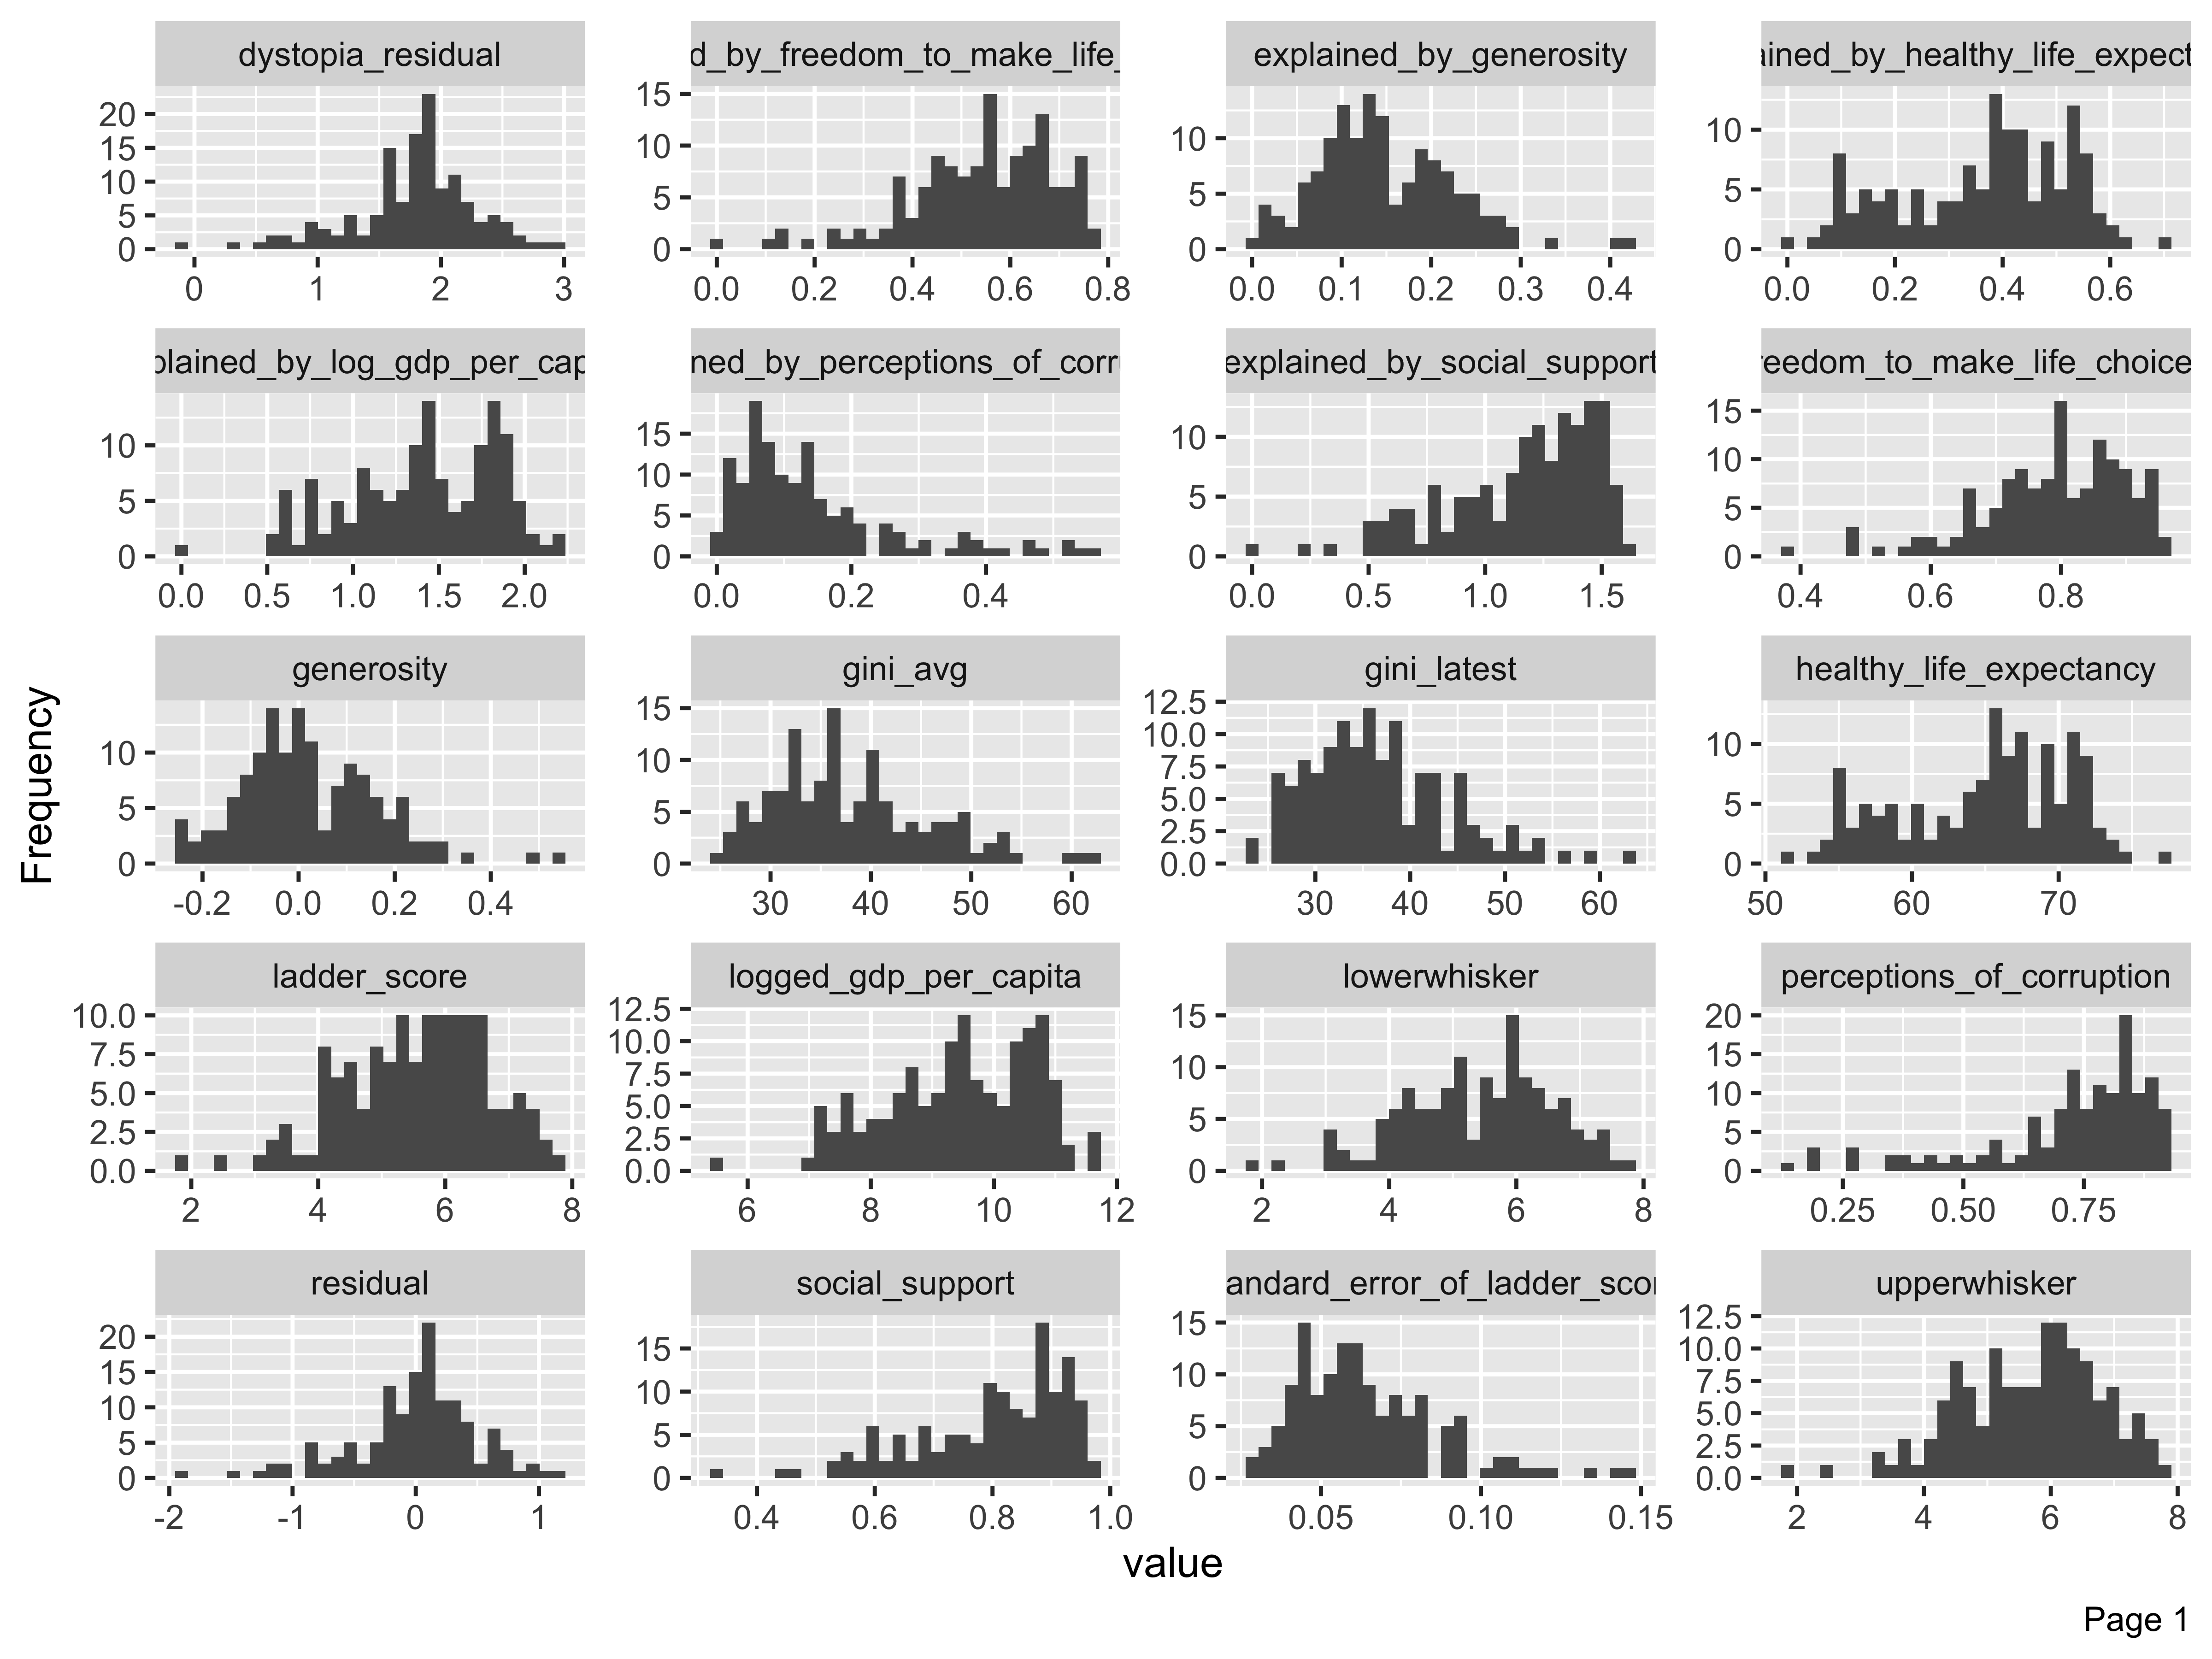 dystopia_residual
d_by_freedom_to_make_life_
explained_by_generosity
ained_by_healthy_life_expect
20
15
10
5
0
0 1 2 3
15
10
5
0
0.0 0.2 0.4 0.6 0.8
10
5
0
0.0 0.1 0.2 0.3 0.4
10
5
0
0.0 0.2 0.4 0.6
plained_by_log_gdp_per_cap
ned_by_perceptions_of_corru
explained_by_social_support
reedom_to_make_life_choice
10
5
0
0.0 0.5 1.0 1.5 2.0
15
10
5
0
0.0 0.2 0.4
10
5
0
0.0 0.5 1.0 1.5
15
10
5
0
0.4 0.6 0.8
Frequency
generosity
gini_avg
gini_latest
healthy_life_expectancy
10
5
0
-0.2 0.0 0.2 0.4
15
10
5
0
30 40 50 60
12.5
10.0
7.5
5.0
2.5
0.0
30 40 50 60
10
5
0
50 60 70
ladder_score
logged_gdp_per_capita
lowerwhisker
perceptions_of_corruption
10.0
7.5
5.0
2.5
0.0
2 4 6 8
12.5
10.0
7.5
5.0
2.5
0.0
6 8 10 12
15
10
5
0
2 4 6 8
20
15
10
5
0
0.25 0.50 0.75
residual
social_support
andard_error_of_ladder_scor
upperwhisker
20
15
10
5
0
-2 -1 0 1
15
10
5
0
0.4 0.6 0.8 1.0
15
10
5
0
0.05 0.10 0.15
12.5
10.0
7.5
5.0
2.5
0.0
2 4 6 8
value
Page 1